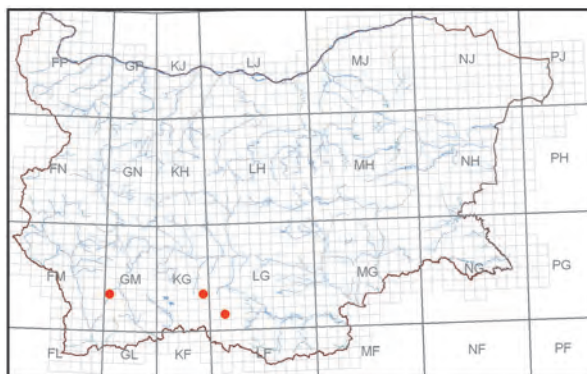 FP GP KJ LJ MJ NJ PJ
FN GN KH LH MH NH PH
FM GM KG LG MG NG PG
FL GL KF LF MF NF PF